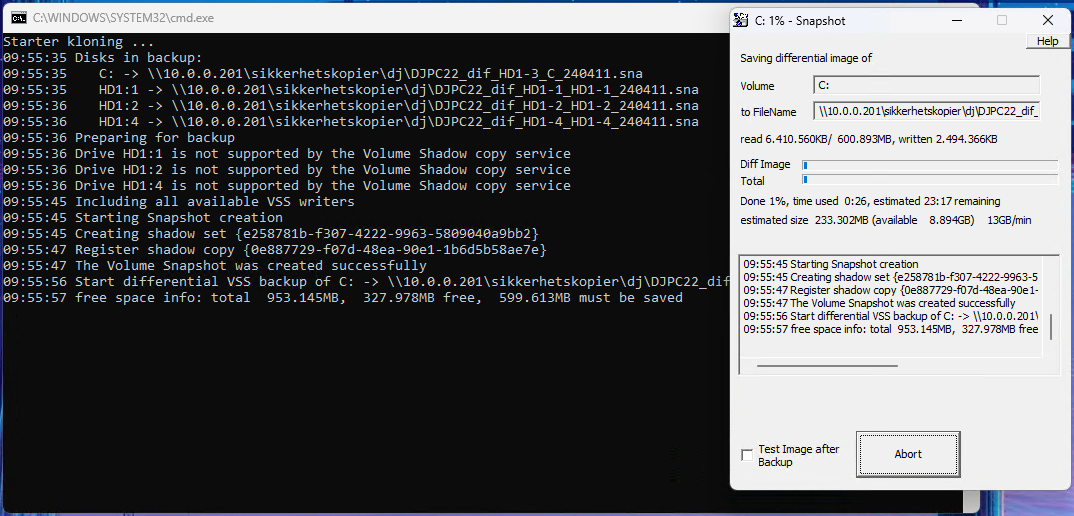 C:\WINDOWS\SYSTEM32\cmd.exe
Starter kloning ...
09:55:35 Disks in backup:
09:55:35    C: -> \\10.0.0.201\sikkerhetskopier\dj\DJPC22_dif_HD1-3_C_240411.sna
09:55:35    HD1:1 -> \\10.0.0.201\sikkerhetskopier\dj\DJPC22_dif_HD1-1_HD1-1_240411.sna
09:55:36    HD1:2 -> \\10.0.0.201\sikkerhetskopier\dj\DJPC22_dif_HD1-2_HD1-2_240411.sna
09:55:36    HD1:4 -> \\10.0.0.201\sikkerhetskopier\dj\DJPC22_dif_HD1-4_HD1-4_240411.sna
09:55:36 Preparing for backup
09:55:36 Drive HD1:1 is not supported by the Volume Shadow copy service
09:55:36 Drive HD1:2 is not supported by the Volume Shadow copy service
09:55:36 Drive HD1:4 is not supported by the Volume Shadow copy service
09:55:45 Including all available VSS writers
09:55:45 Starting Snapshot creation
09:55:45 Creating shadow set {e258781b-f307-4222-9963-5809040a9bb2}
09:55:47 Register shadow copy {0e887729-f07d-48ea-90e1-1b6d5b58ae7e}
09:55:47 The Volume Snapshot was created successfully
09:55:56 Start differential VSS backup of C: -> \\10.0.0.201\sikkerhetskopier\dj\DJPC22_dif
09:55:57 free space info: total  953.145MB,  327.978MB free,  599.613MB must be saved
C: 1% - Snapshot
Help
Saving differential image of
Volume C:
to FileName \\10.0.0.201\sikkerhetskopier\dj\DJPC22_dif_
read 6.410.560KB/  600.893MB, written 2.494.366KB
Diff Image
Total
Done 1%, time used  0:26, estimated 23:17 remaining
estimated size  233.302MB (available   8.894GB)   13GB/min
09:55:45 Starting Snapshot creation
09:55:45 Creating shadow set {e258781b-f307-4222-9963-5
09:55:47 Register shadow copy {0e887729-f07d-48ea-90e1-
09:55:47 The Volume Snapshot was created successfully
09:55:56 Start differential VSS backup of C: -> \\10.0.0.201\
09:55:57 free space info: total  953.145MB,  327.978MB free
Test Image after
Backup
Abort